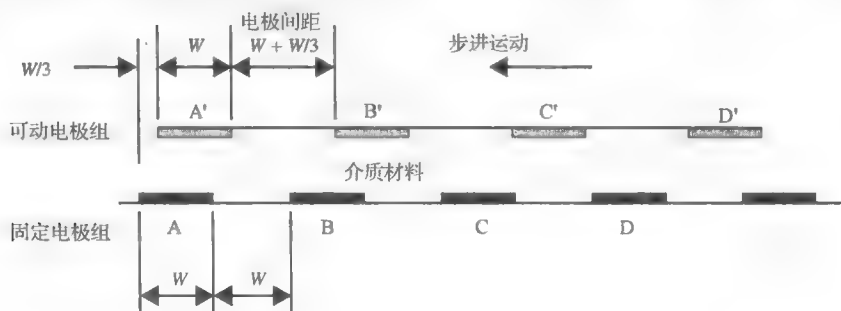 电极间距
W/3 W W + W/3 步进运动
A' B' C' D'
可动电极组
介质材料
固定电极组 A B C D
W W